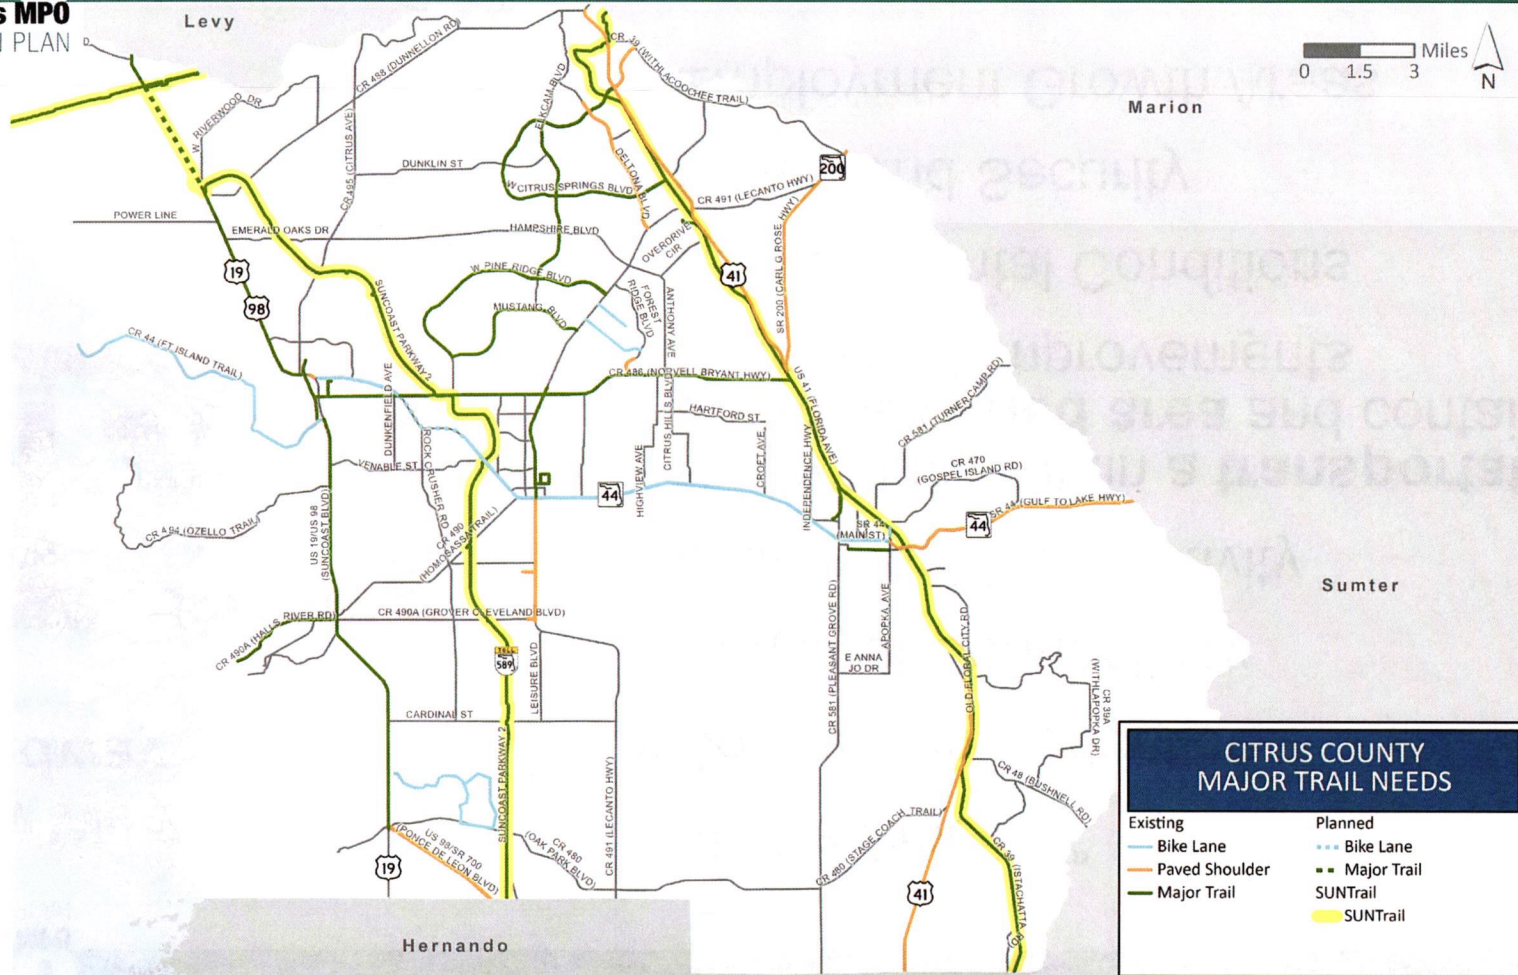 s MPO
PLAN
Levy
Marion
Miles
0 1.5 3
N
CR 39 (WITHLACOOCHEE TRAIL)
CR 488 (DUNNELLON RD)
W RIVERWOOD DR
CR 495 (CITRUS AVE)
ELKCAM BLVD
DUNKLIN ST
DELTONA BLVD
200
W CITRUS SPRINGS BLVD
CR 491 (LECANTO HWY)
POWER LINE
EMERALD OAKS DR
HAMPSHIRE BLVD
OVERDRIVE
CIR
SR 200 (CARL G ROSE HWY)
19
98
41
W PINE RIDGE BLVD
SUNCOAST PARKWAY 2
MUSTANG BLVD
FOREST
RIDGE BLVD
ANTHONY AVE
CR 44 (FT ISLAND TRAIL)
CR 486 (NORVELL BRYANT HWY)
US 41 (FLORIDA AVE)
DUNKENFIELD AVE
HARTFORD ST
CITRUS HILLS BLVD
CR 581 (TURNER CAMP RD)
VENABLE ST
ROCK CRUSHER RD
HIGHVIEW AVE
CROFT AVE
INDEPENDENCE HWY
CR 470
(GOSPEL ISLAND RD)
44
SR 44 (GULF TO LAKE HWY)
44
SR 44
(MAIN ST)
CR 494 (OZELLO TRAIL)
US 19/US 98
(SUNCOAST BLVD)
CR 490
(HOMOSASSA TRAIL)
Sumter
CR 490A (HALLS RIVER RD)
CR 490A (GROVER CLEVELAND BLVD)
TOLL
589
LEISURE BLVD
CR 581 (PLEASANT GROVE RD)
APOPKA AVE
E ANNA
JO DR
OLD FLORAL CITY RD
CR 39A
(WITHLAPOPKA DR)
CARDINAL ST
SUNCOAST PARKWAY 2
CR 491 (LECANTO HWY)
CR 48 (BUSHNELL RD)
CR 480 (STAGE COACH TRAIL)
US 98/SR 700
(PONCE DE LEON BLVD)
CR 480
(OAK PARK BLVD)
CR 39 (ISTACHATTA RD)
19
41
Hernando
CITRUS COUNTY
MAJOR TRAIL NEEDS
Existing
Bike Lane
Paved Shoulder
Major Trail
Planned
Bike Lane
Major Trail
SUNTrail
SUNTrail